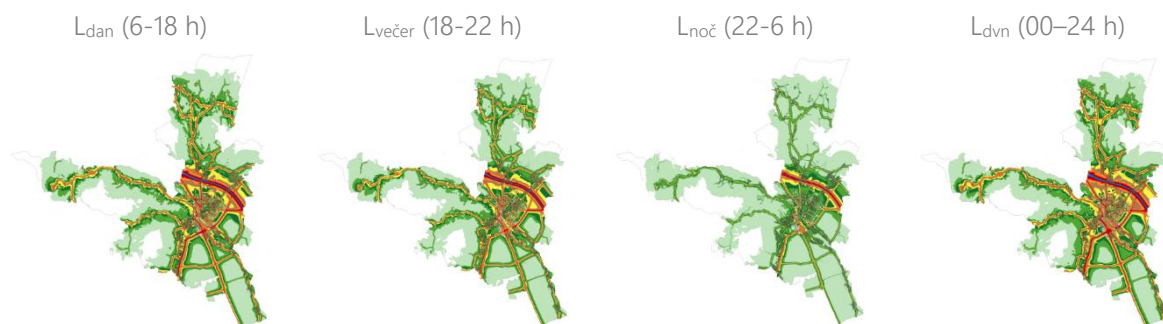 Ldan (6-18 h) Lvečer (18-22 h) Lnoč (22-6 h) Ldvn (00–24 h)